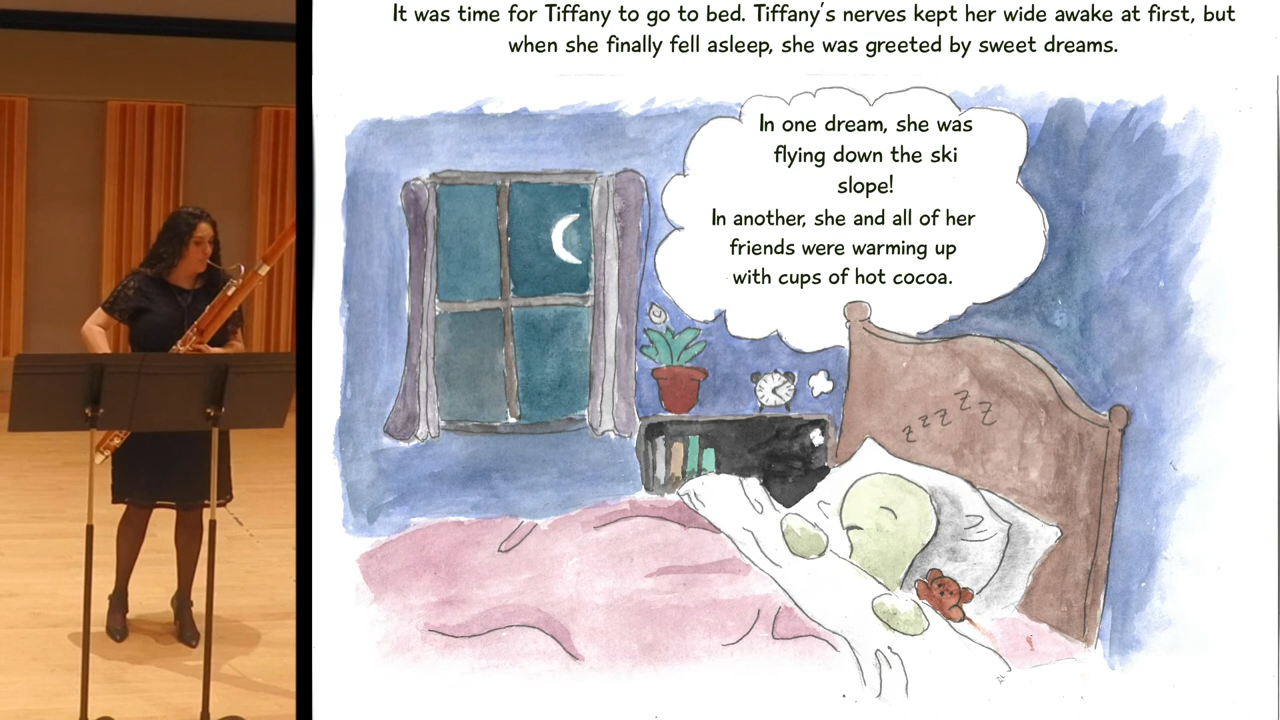 It was time for Tiffany to go to bed. Tiffany's nerves kept her wide awake at first, but
when she finally fell asleep, she was greeted by sweet dreams.
In one dream, she was
flying down the ski
slope!
In another, she and all of her
friends were warming up
with cups of hot cocoa.
z z z z z